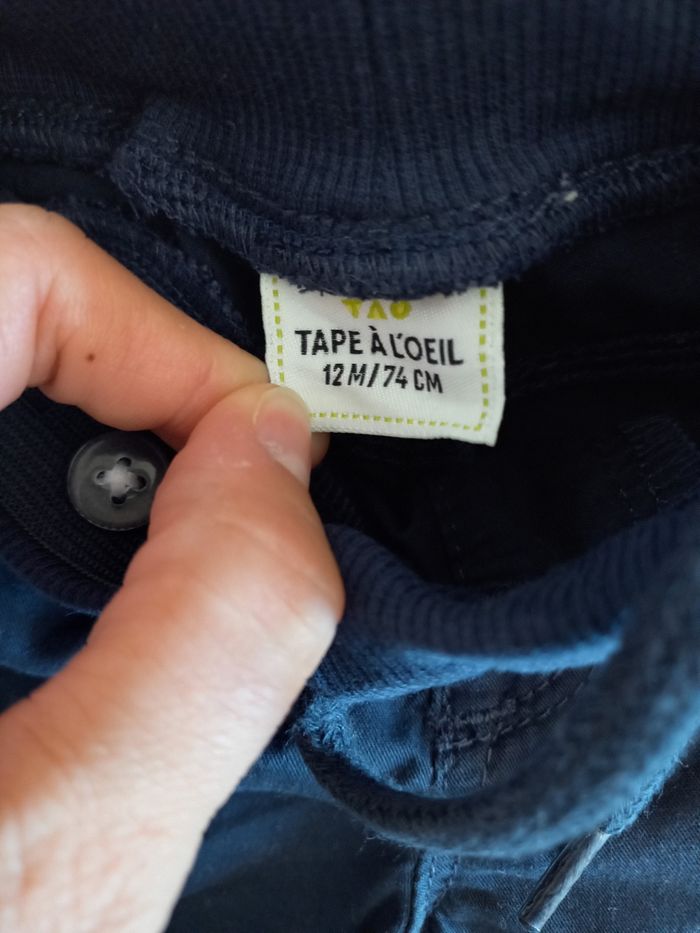 TAO
TAPE À L'OEIL
12 M/74 CM